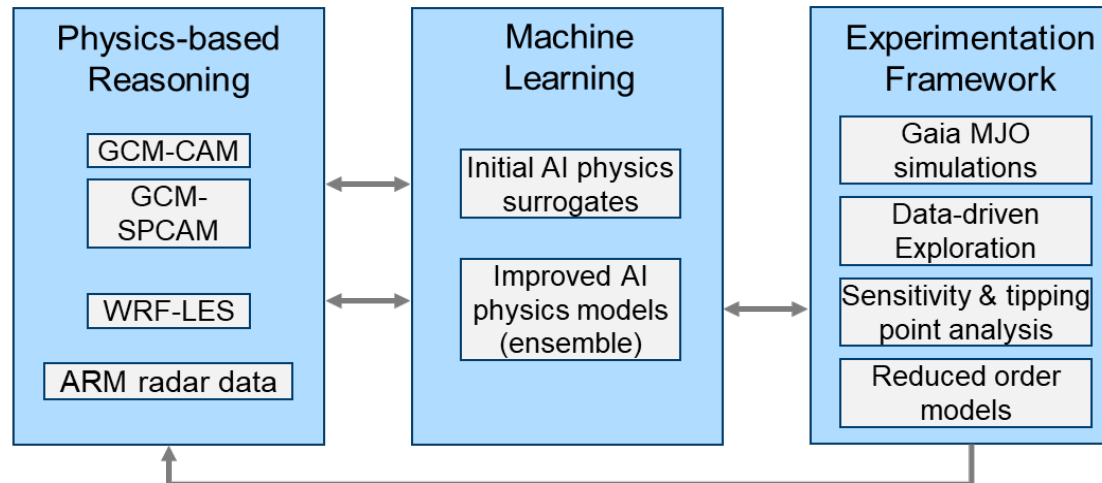 Physics-based
Reasoning
GCM-CAM
GCM-
SPCAM
WRF-LES
ARM radar data
Machine
Learning
Initial AI physics
surrogates
Improved AI
physics models
(ensemble)
Experimentation
Framework
Gaia MJO
simulations
Data-driven
Exploration
Sensitivity & tipping
point analysis
Reduced order
models